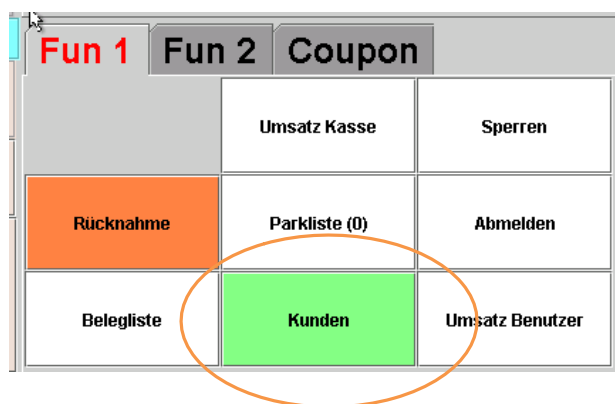 Fun 1 Fun 2 Coupon
Umsatz Kasse Sperren
Rücknahme Parkliste (0) Abmelden
Belegliste Kunden Umsatz Benutzer